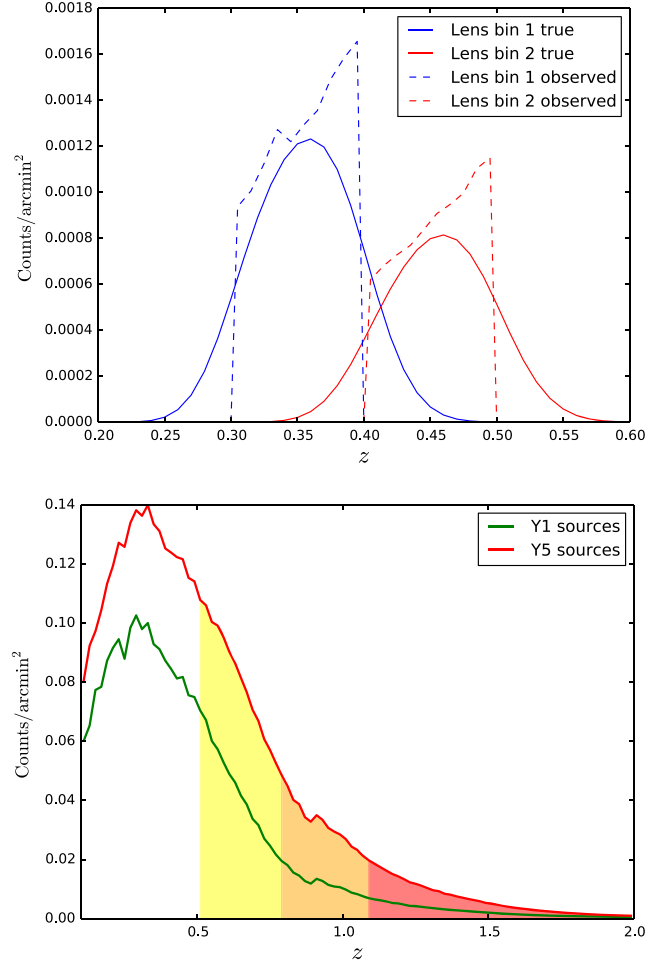 0.0018
0.0016
0.0014
0.0012
0.0010
0.0008
0.0006
0.0004
0.0002
0.0000
Counts/arcmin²
Lens bin 1 true
Lens bin 2 true
Lens bin 1 observed
Lens bin 2 observed
0.20 0.25 0.30 0.35 0.40 0.45 0.50 0.55 0.60
z
0.14
0.12
0.10
0.08
0.06
0.04
0.02
0.00
Counts/arcmin²
Y1 sources
Y5 sources
0.5 1.0 1.5 2.0
z